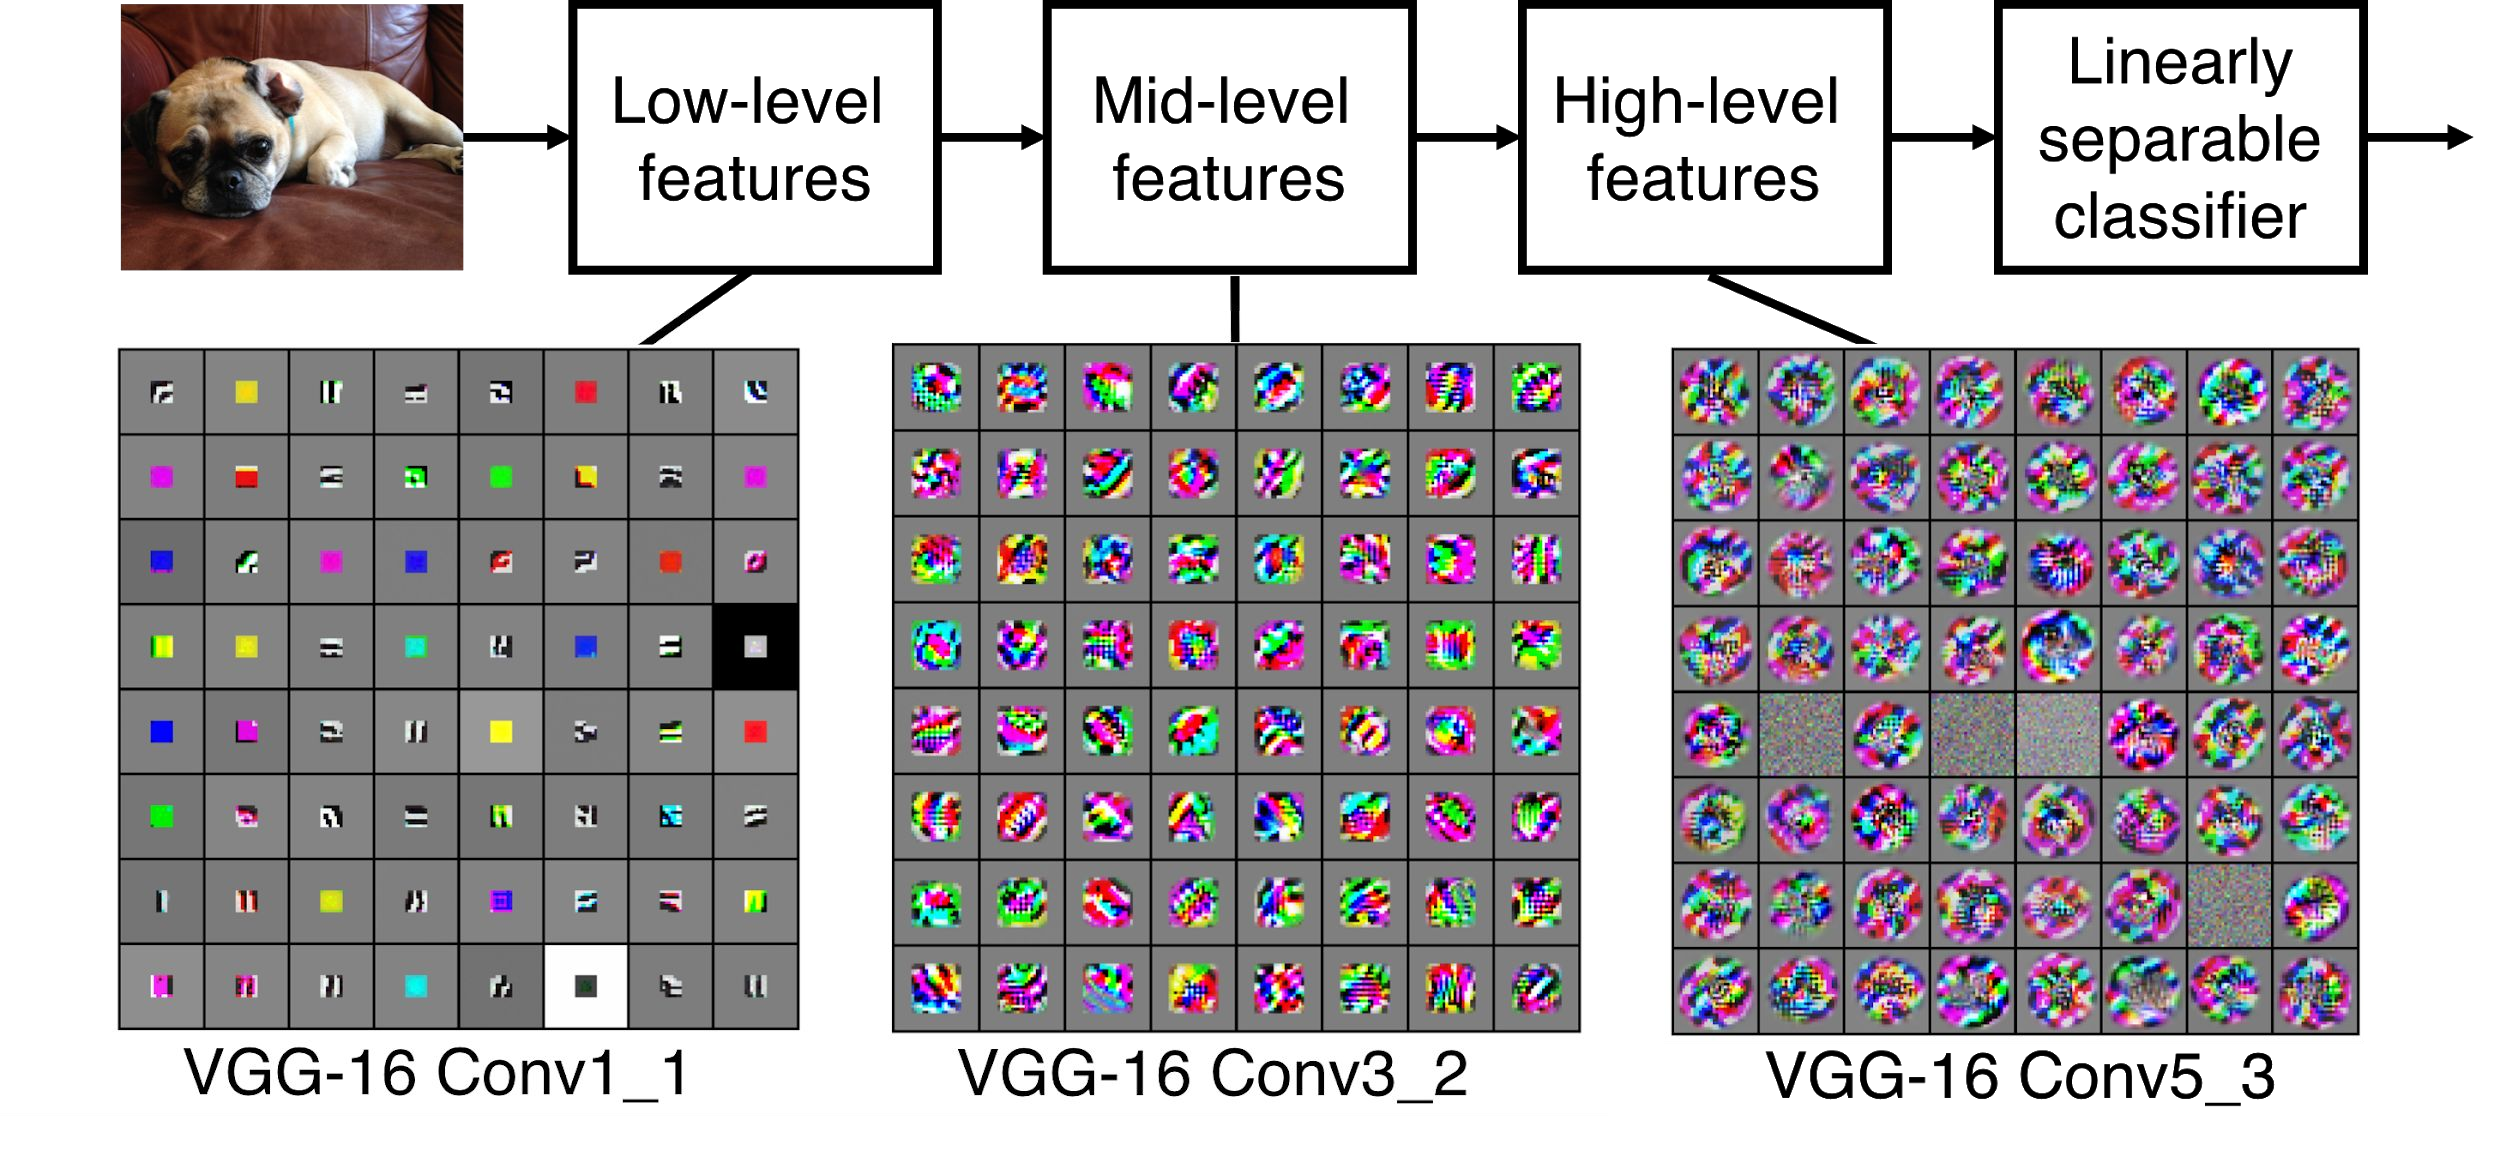 Low-level
features
Mid-level
features
High-level
features
Linearly
separable
classifier
VGG-16 Conv1_1
VGG-16 Conv3_2
VGG-16 Conv5_3